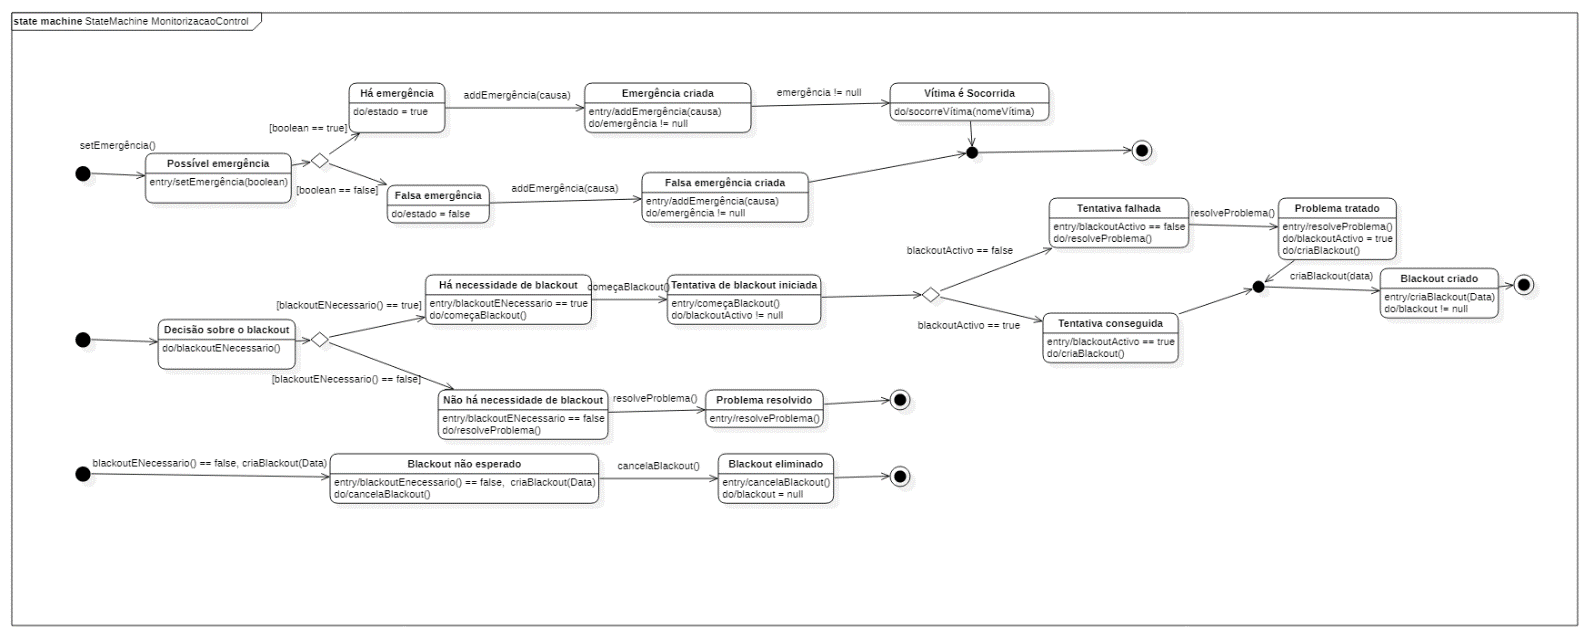 state machine StateMachine MonitorizacaoControl
setEmergência()
Possível emergência
entry/setEmergência(boolean)
[boolean == true]
[boolean == false]
Há emergência
do/estado = true
addEmergência(causa)
Emergência criada
entry/addEmergência(causa)
do/emergência != null
emergência != null
Vítima é Socorrida
do/socorreVítima(nomeVítima)
Falsa emergência
do/estado = false
addEmergência(causa)
Falsa emergência criada
entry/addEmergência(causa)
do/emergência != null
Decisão sobre o blackout
do/blackoutENecessario()
[blackoutENecessario() == true]
[blackoutENecessario() == false]
Há necessidade de blackout
entry/blackoutENecessario == true
do/começaBlackout()
começaBlackout()
Tentativa de blackout iniciada
entry/começaBlackout()
do/blackoutActivo != null
blackoutActivo == false
blackoutActivo == true
Tentativa falhada
entry/blackoutActivo == false
do/resolveProblema()
resolveProblema()
Problema tratado
entry/resolveProblema()
do/blackoutActivo = true
do/criaBlackout()
Tentativa conseguida
entry/blackoutActivo == true
do/criaBlackout()
criaBlackout(data)
Blackout criado
entry/criaBlackout(Data)
do/blackout != null
Não há necessidade de blackout
entry/blackoutENecessario == false
do/resolveProblema()
resolveProblema()
Problema resolvido
entry/resolveProblema()
blackoutENecessario() == false, criaBlackout(Data)
Blackout não esperado
entry/blackoutEnecessario() == false, criaBlackout(Data)
do/cancelaBlackout()
cancelaBlackout()
Blackout eliminado
entry/cancelaBlackout()
do/blackout = null